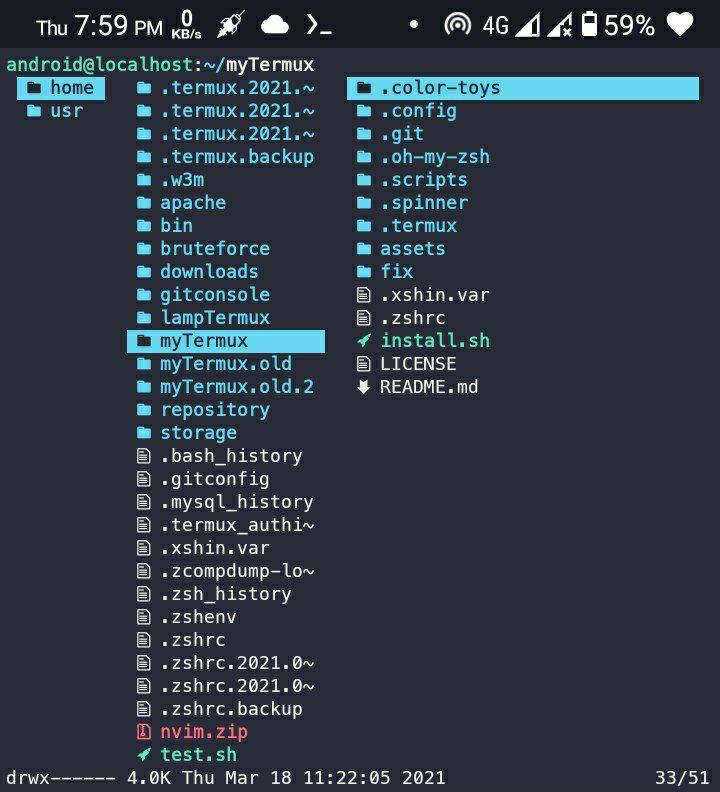 Thu 7:59 PM 0 KB/s 4G 59%
android@localhost:~/myTermux
home
usr
.termux.2021.~
.termux.2021.~
.termux.2021.~
.termux.backup
.w3m
apache
bin
bruteforce
downloads
gitconsole
lampTermux
myTermux
myTermux.old
myTermux.old.2
repository
storage
.bash_history
.gitconfig
.mysql_history
.termux_authi~
.xshin.var
.zcompdump-lo~
.zsh_history
.zshenv
.zshrc
.zshrc.2021.0~
.zshrc.2021.0~
.zshrc.backup
nvim.zip
test.sh
.color-toys
.config
.git
.oh-my-zsh
.scripts
.spinner
.termux
assets
fix
.xshin.var
.zshrc
install.sh
LICENSE
README.md
drwx------ 4.0K Thu Mar 18 11:22:05 2021 33/51